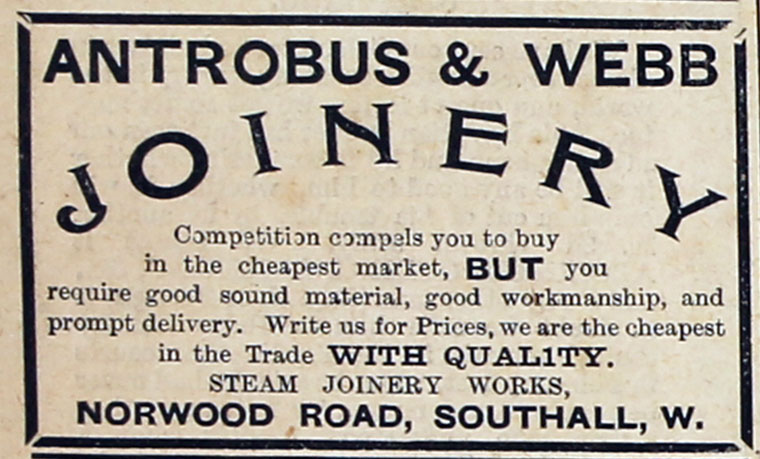 ANTROBUS & WEBB
JOINERY
Competition compels you to buy
in the cheapest market, BUT you
require good sound material, good workmanship, and
prompt delivery. Write us for Prices, we are the cheapest
in the Trade WITH QUAL1TY.
STEAM JOINERY WORKS,
NORWOOD ROAD, SOUTHALL, W.